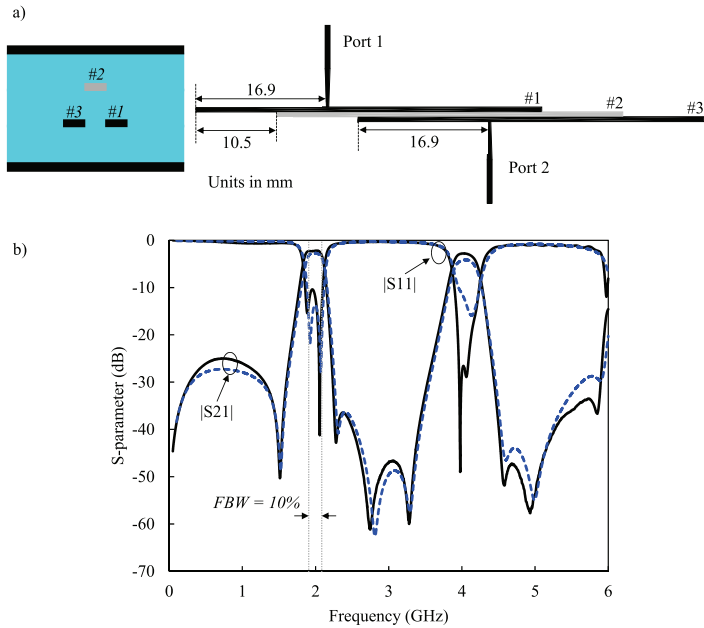 a)
Port 1
#2
#3
#1
16.9
#1
#2
#3
10.5
16.9
Units in mm
Port 2
b)
0
-10
-20
-30
-40
-50
-60
-70
S-parameter (dB)
|S11|
|S21|
FBW = 10%
0
1
2
3
4
5
6
Frequency (GHz)